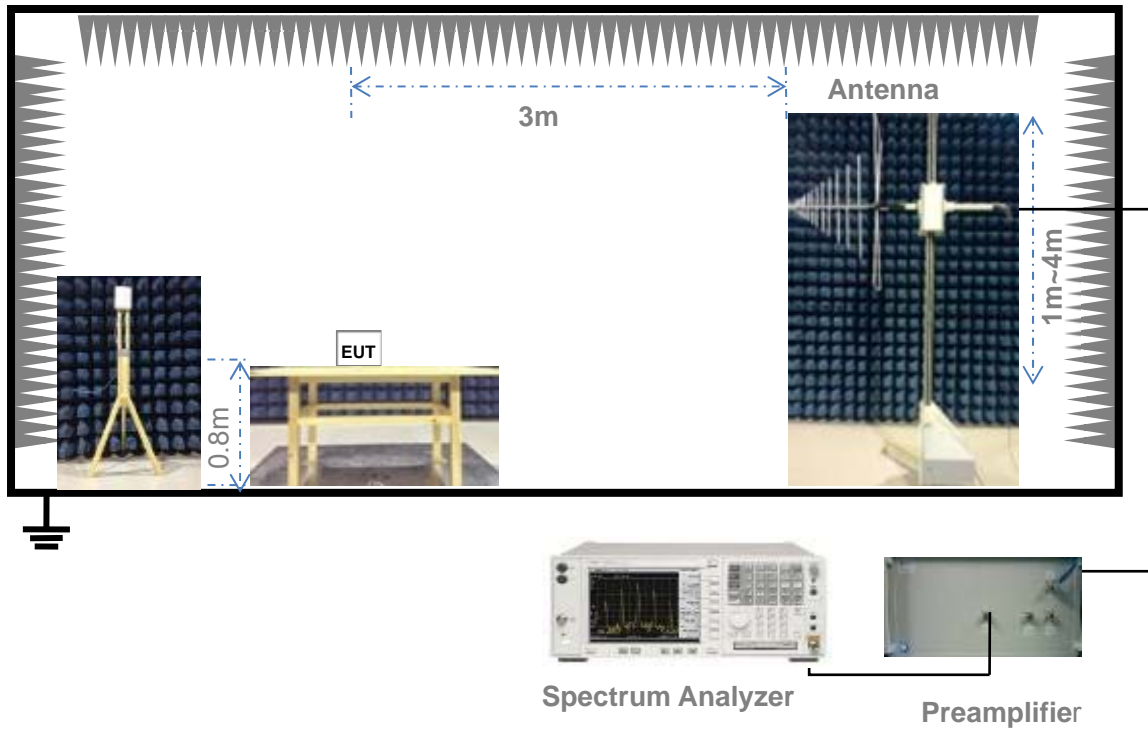 Antenna
3m
1m~4m
EUT
0.8m
Spectrum Analyzer
Preamplifier